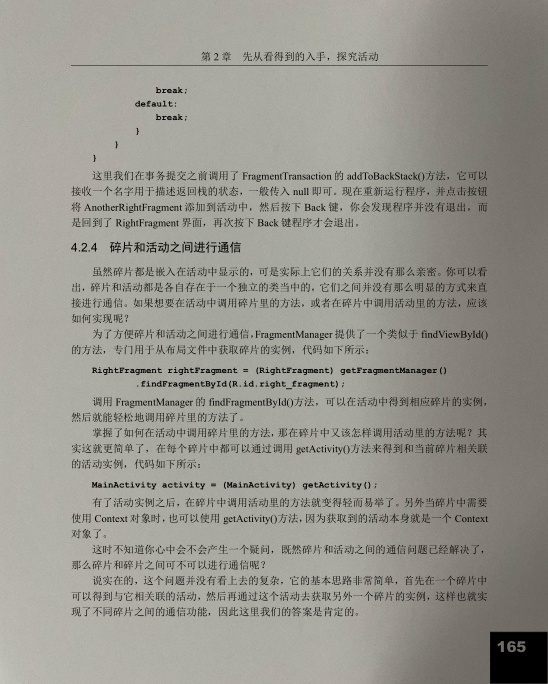 第 2 章　先从看得到的入手，探究活动
break;
default:
break;
}
}
}
这里我们在事务提交之前调用了 FragmentTransaction 的 addToBackStack()方法，它可以
接收一个名字用于描述返回栈的状态，一般传入 null 即可。现在重新运行程序，并点击按钮
将 AnotherRightFragment 添加到活动中，然后按下 Back 键，你会发现程序并没有退出，而
是回到了 RightFragment 界面，再次按下 Back 键程序才会退出。
4.2.4　碎片和活动之间进行通信
虽然碎片都是嵌入在活动中显示的，可是实际上它们的关系并没有那么亲密。你可以看
出，碎片和活动都是各自存在于一个独立的类当中的，它们之间并没有那么明显的方式来直
接进行通信。如果想要在活动中调用碎片里的方法，或者在碎片中调用活动里的方法，应该
如何实现呢？
为了方便碎片和活动之间进行通信，FragmentManager 提供了一个类似于 findViewById()
的方法，专门用于从布局文件中获取碎片的实例，代码如下所示：
RightFragment rightFragment = (RightFragment) getFragmentManager()
.findFragmentById(R.id.right_fragment);
调用 FragmentManager 的 findFragmentById()方法，可以在活动中得到相应碎片的实例，
然后就能轻松地调用碎片里的方法了。
掌握了如何在活动中调用碎片里的方法，那在碎片中又该怎样调用活动里的方法呢？其
实这就更简单了，在每个碎片中都可以通过调用 getActivity()方法来得到和当前碎片相关联
的活动实例，代码如下所示：
MainActivity activity = (MainActivity) getActivity();
有了活动实例之后，在碎片中调用活动里的方法就变得轻而易举了。另外当碎片中需要
使用 Context 对象时，也可以使用 getActivity()方法，因为获取到的活动本身就是一个 Context
对象了。
这时不知道你心中会不会产生一个疑问，既然碎片和活动之间的通信问题已经解决了，
那么碎片和碎片之间可不可以进行通信呢？
说实在的，这个问题并没有看上去的复杂，它的基本思路非常简单，首先在一个碎片中
可以得到与它相关联的活动，然后再通过这个活动去获取另外一个碎片的实例，这样也就实
现了不同碎片之间的通信功能，因此这里我们的答案是肯定的。
165